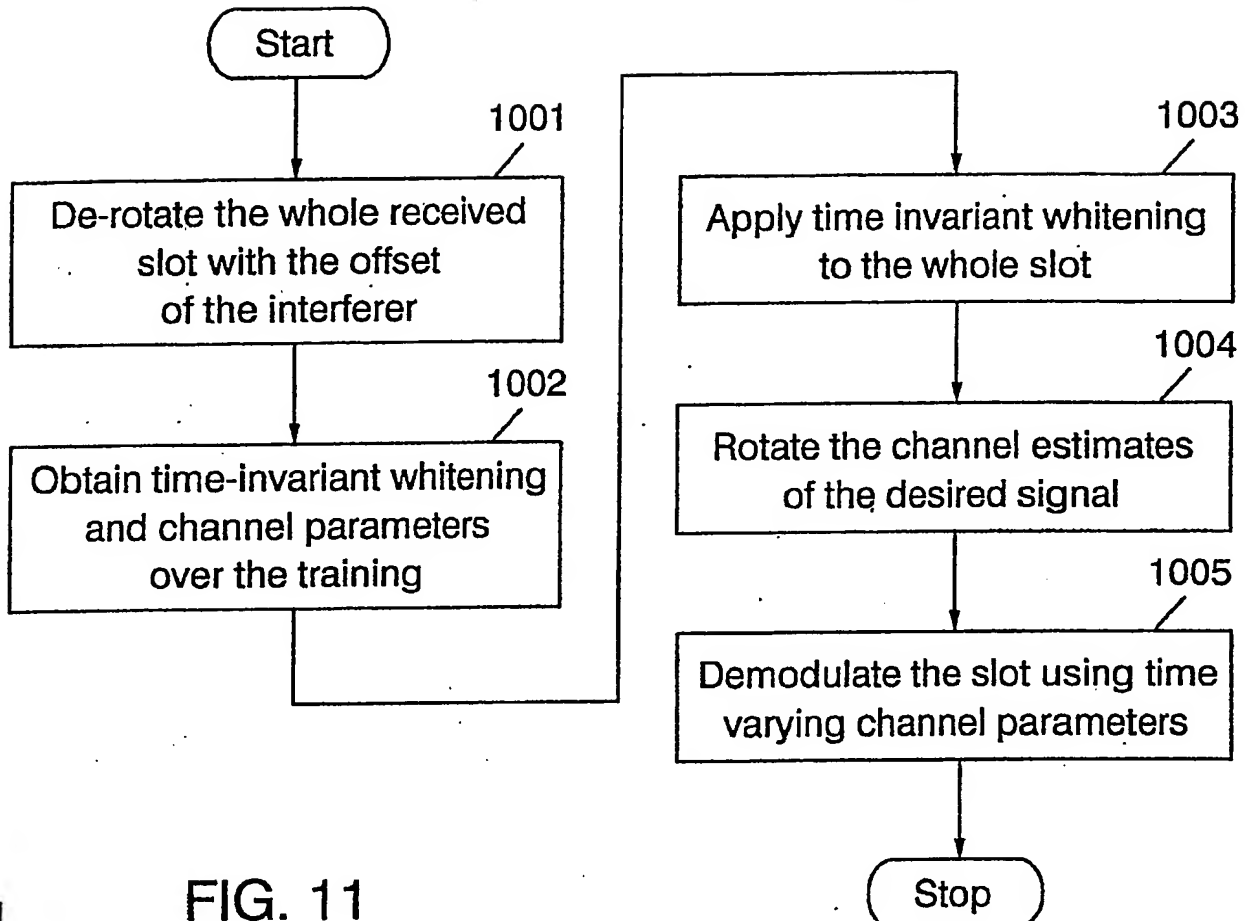 Start
1001
De-rotate the whole received
slot with the offset
of the interferer
1002
Obtain time-invariant whitening
and channel parameters
over the training
1003
Apply time invariant whitening
to the whole slot
1004
Rotate the channel estimates
of the desired signal
1005
Demodulate the slot using time
varying channel parameters
Stop
FIG. 11